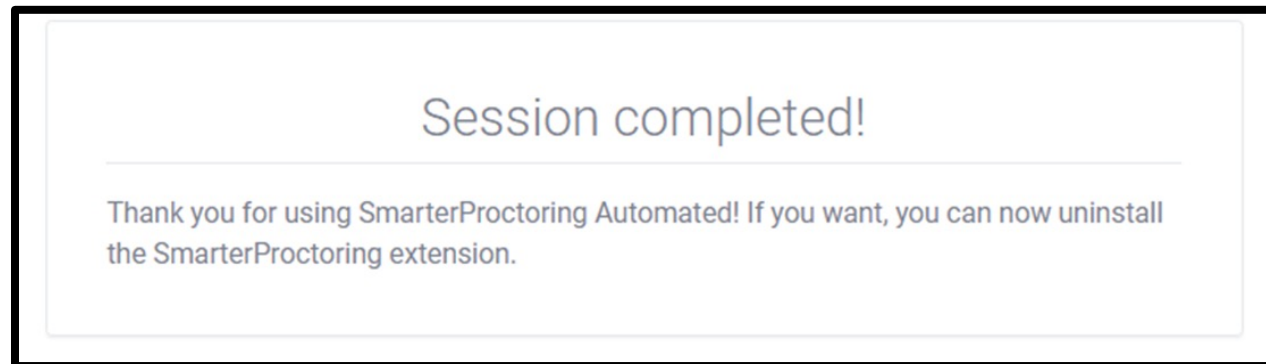 Session completed!
Thank you for using SmarterProctoring Automated! If you want, you can now uninstall
the SmarterProctoring extension.